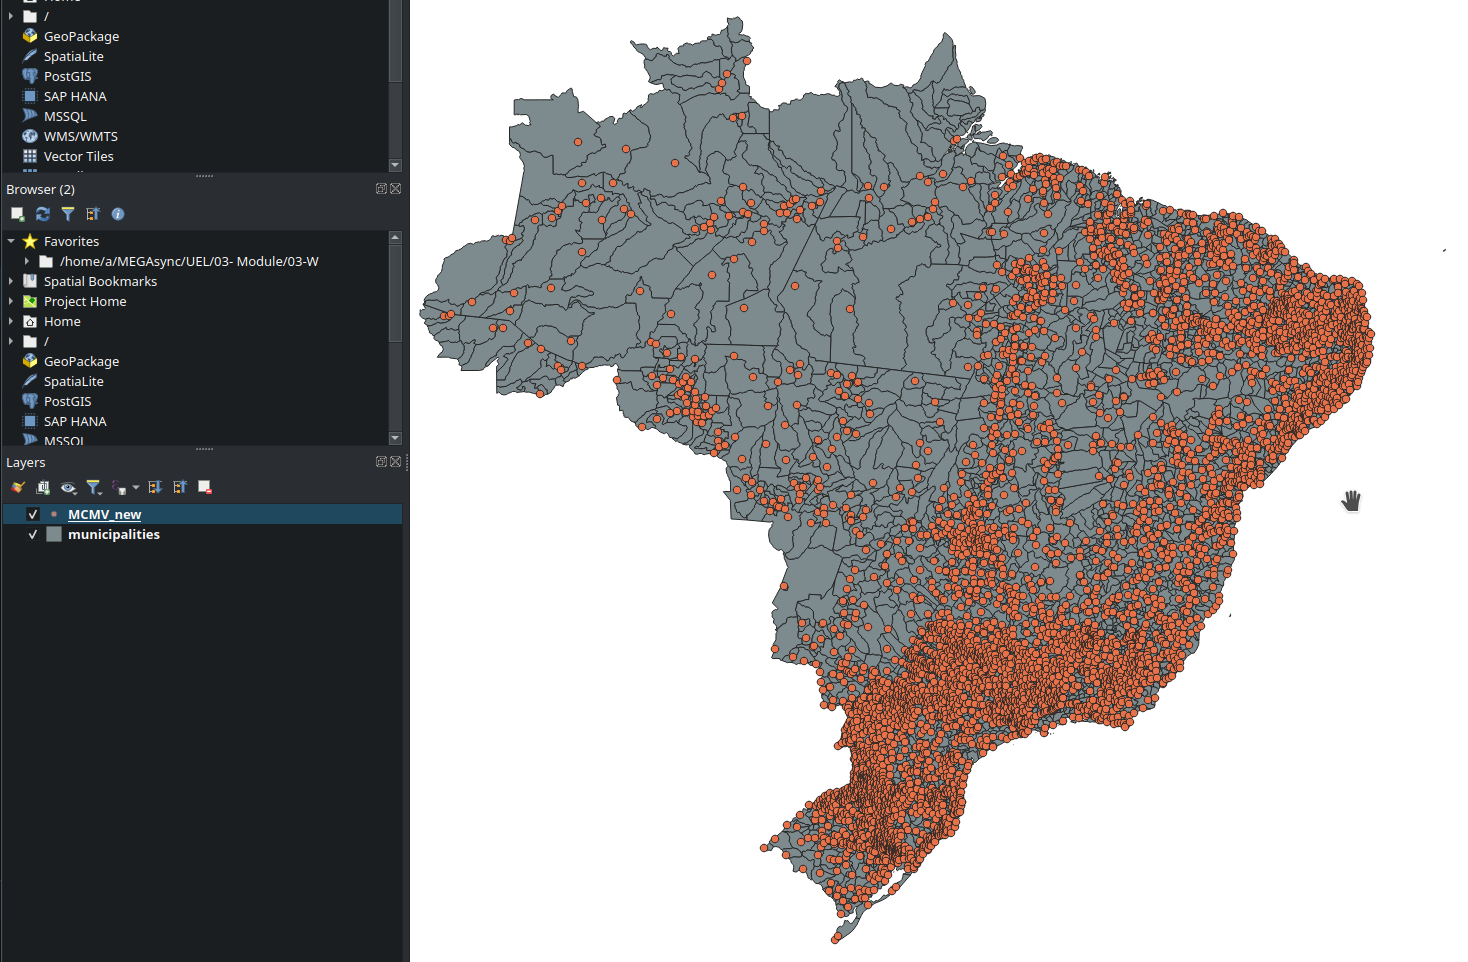 /
GeoPackage
SpatiaLite
PostGIS
SAP HANA
MSSQL
WMS/WMTS
Vector Tiles
Browser (2)
Favorites
/home/a/MEGAsync/UEL/03- Module/03-W
Spatial Bookmarks
Project Home
Home
/
GeoPackage
SpatiaLite
PostGIS
SAP HANA
MSSQL
Layers
MCMV_new
municipalities